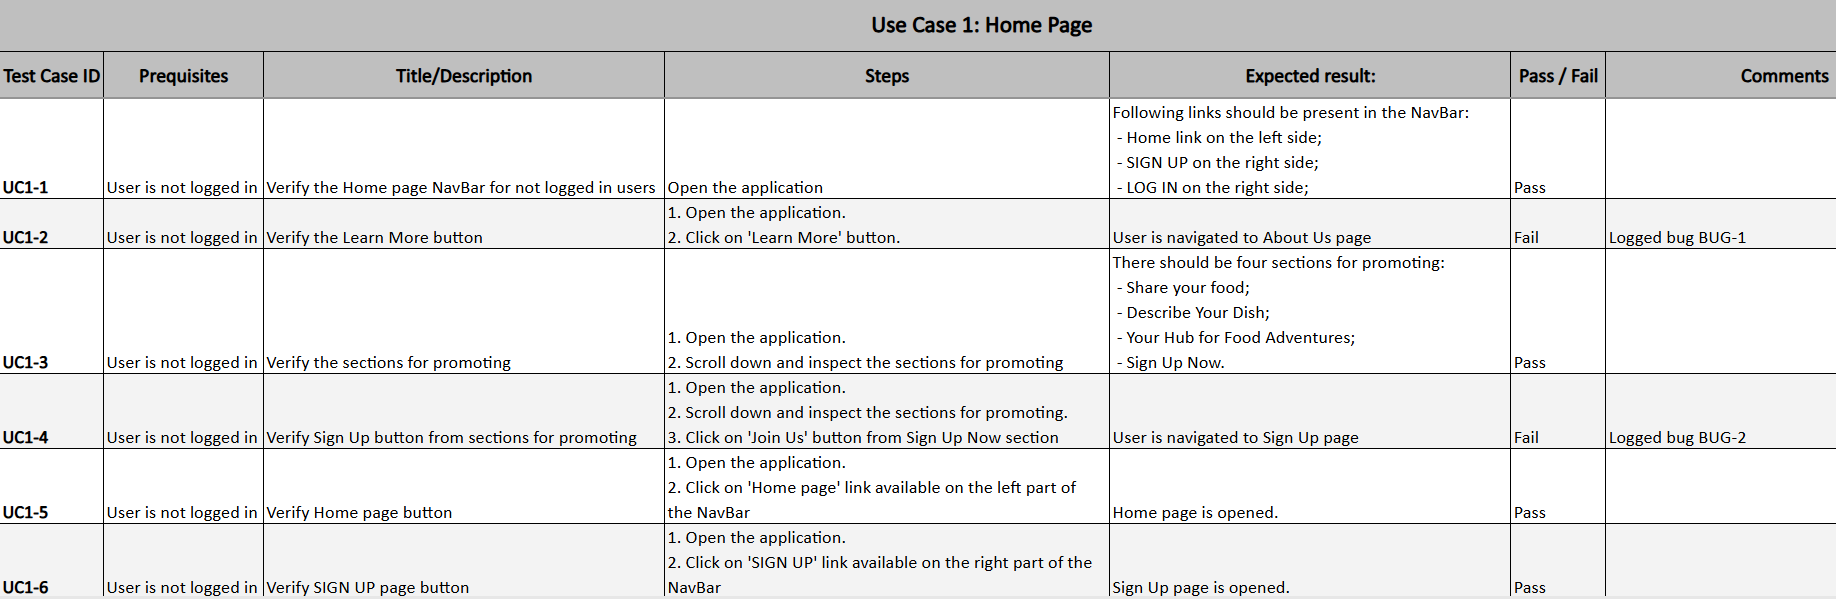 Use Case 1: Home Page
Test Case ID Prequisites Title/Description Steps Expected result: Pass / Fail Comments
Following links should be present in the NavBar:
- Home link on the left side;
- SIGN UP on the right side;
UC1-1 User is not logged in Verify the Home page NavBar for not logged in users Open the application - LOG IN on the right side; Pass
1. Open the application.
UC1-2 User is not logged in Verify the Learn More button 2. Click on 'Learn More' button. User is navigated to About Us page Fail Logged bug BUG-1
There should be four sections for promoting:
- Share your food;
- Describe Your Dish;
1. Open the application. - Your Hub for Food Adventures;
UC1-3 User is not logged in Verify the sections for promoting 2. Scroll down and inspect the sections for promoting - Sign Up Now. Pass
1. Open the application.
2. Scroll down and inspect the sections for promoting.
UC1-4 User is not logged in Verify Sign Up button from sections for promoting 3. Click on 'Join Us' button from Sign Up Now section User is navigated to Sign Up page Fail Logged bug BUG-2
1. Open the application.
2. Click on 'Home page' link available on the left part of
UC1-5 User is not logged in Verify Home page button the NavBar Home page is opened. Pass
1. Open the application.
2. Click on 'SIGN UP' link available on the right part of the
UC1-6 User is not logged in Verify SIGN UP page button NavBar Sign Up page is opened. Pass